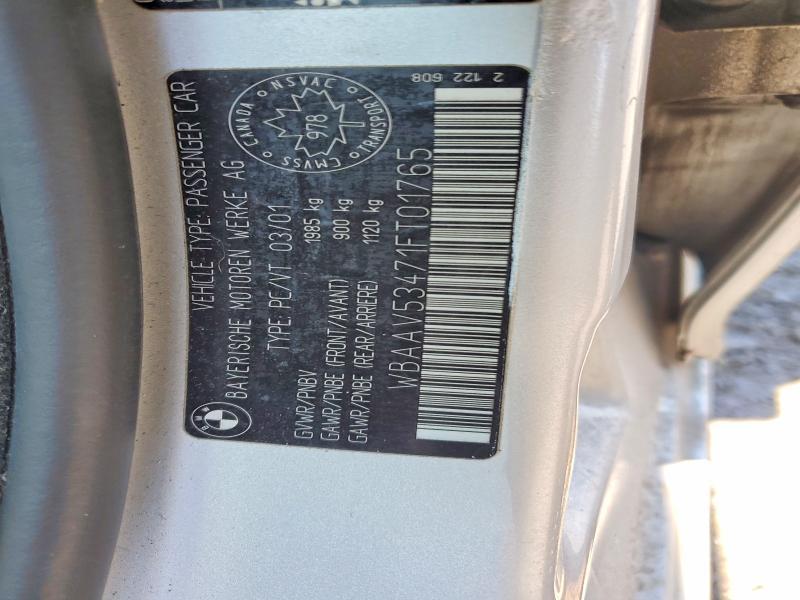 VEHICLE TYPE: PASSENGER CAR
BMW
BAYERISCHE MOTOREN WERKE AG
TYPE: PC/VT 03/01
GVWR/PNBV 1985 kg
GAWR/PNBE (FRONT/AVANT) 900 kg
GAWR/PNBE (REAR/ARRIERE) 1120 kg
CANADA NSVAC TRANSPORT CMVSS
978
WBAAV53471FT01765
2 122 608